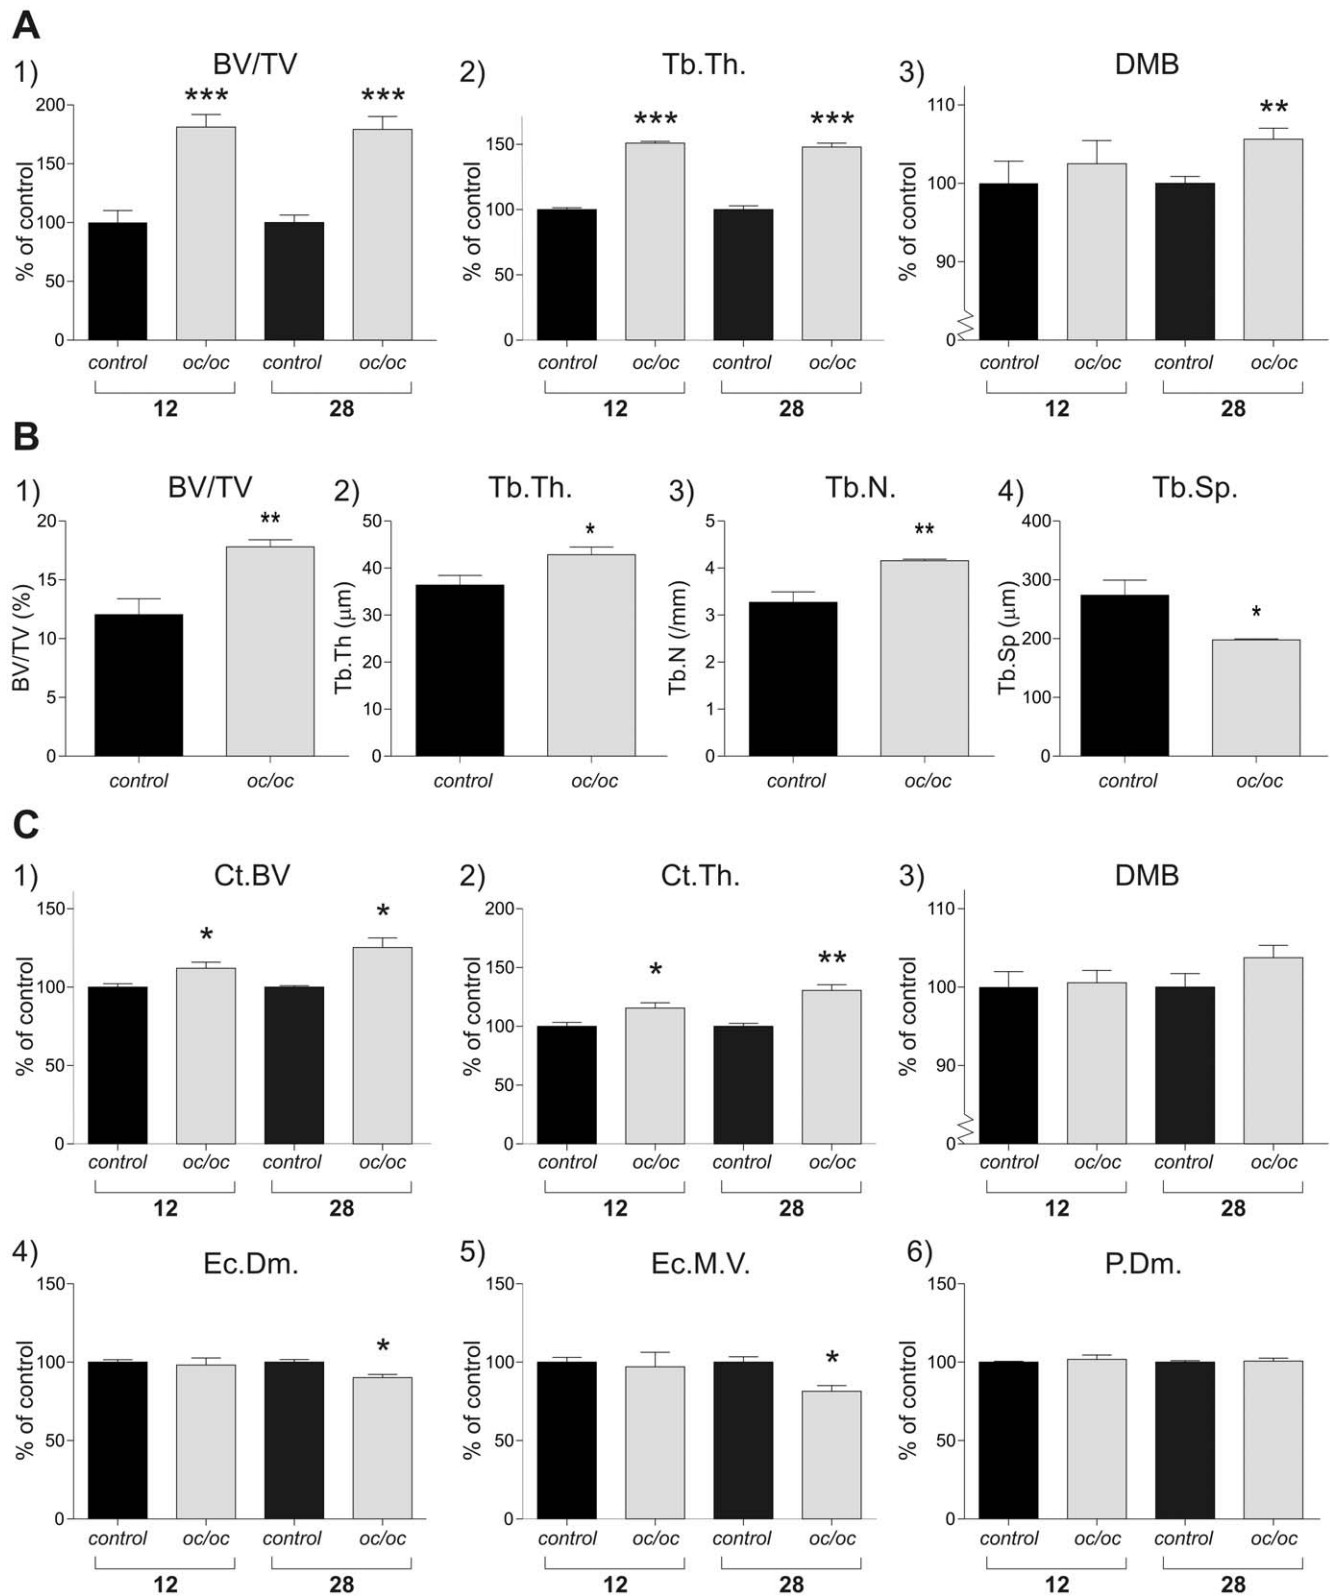 A
1) BV/TV
% of control
200
150
100
50
0
*** ***
control oc/oc control oc/oc
12 28
2) Tb.Th.
% of control
150
100
50
0
*** ***
control oc/oc control oc/oc
12 28
3) DMB
% of control
110
100
90
0
**
control oc/oc control oc/oc
12 28
B
1) BV/TV
BV/TV (%)
20
15
10
5
0
**
control oc/oc
2) Tb.Th.
Tb.Th (μm)
50
40
30
20
10
0
*
control oc/oc
3) Tb.N.
Tb.N (/mm)
5
4
3
2
1
0
**
control oc/oc
4) Tb.Sp.
Tb.Sp (μm)
400
300
200
100
0
*
control oc/oc
C
1) Ct.BV
% of control
150
100
50
0
* *
control oc/oc control oc/oc
12 28
2) Ct.Th.
% of control
200
150
100
50
0
* **
control oc/oc control oc/oc
12 28
3) DMB
% of control
110
100
90
0
control oc/oc control oc/oc
12 28
4) Ec.Dm.
% of control
150
100
50
0
*
control oc/oc control oc/oc
12 28
5) Ec.M.V.
% of control
150
100
50
0
*
control oc/oc control oc/oc
12 28
6) P.Dm.
% of control
150
100
50
0
control oc/oc control oc/oc
12 28